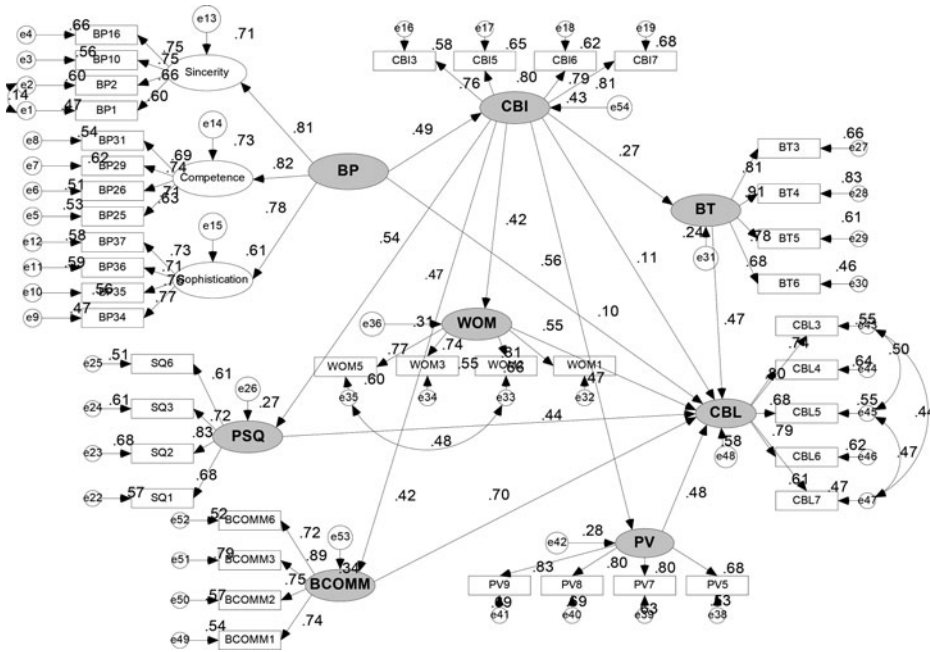 e4 .66 BP16 .75 e13 .71
e3 .56 BP10 .75 Sincerity
e2 .60 BP2 .66
.14
e1 .47 BP1 .60
e8 .54 BP31 .69 e14 .73
e7 .62 BP29 .74 Competence
e6 .51 BP26 .71
e5 .53 BP25 .63
e12 .58 BP37 .73 e15 .61
e11 .59 BP36 .71 Sophistication
e10 .56 BP35 .76
e9 .47 BP34 .77
.81 .82 .78 BP .49
e16 e17 e18 e19
.58 .65 .62 .68
CBI3 CBI5 CBI6 CBI7
.76 .80 .79 .81
CBI .43 e54
.27 .42 .54 .47 .56 .11 .10
BT .24 e31
.81 BT3 .66 e27
.91 BT4 .83 e28
.78 BT5 .61 e29
.68 BT6 .46 e30
.47
e36 .31 WOM .55
.77 .74 .81
WOM5 WOM3 WOM1
.60 .55 .66 .47
e35 e34 e33 e32
.48
e25 .51 SQ6 .61 e26
e24 .61 SQ3 .72 .27
e23 .68 SQ2 .83 PSQ .44
e22 .57 SQ1 .68
CBL .58 e48
.74 CBL3 .55 e43
.80 CBL4 .64 e44
.68 CBL5 .55 e45
.79 CBL6 .62 e46
.61 CBL7 .47 e47
.50 .44 .47
.42 .70 .48
e52 .52 BCOMM6 .72 e53
e51 .79 BCOMM3 .89 .34
e50 .57 BCOMM2 .75 BCOMM
e49 .54 BCOMM1 .74
e42 .28 PV
.83 .80 .80 .68
PV9 PV8 PV7 PV5
.69 .69 .63 .53
e41 e40 e39 e38